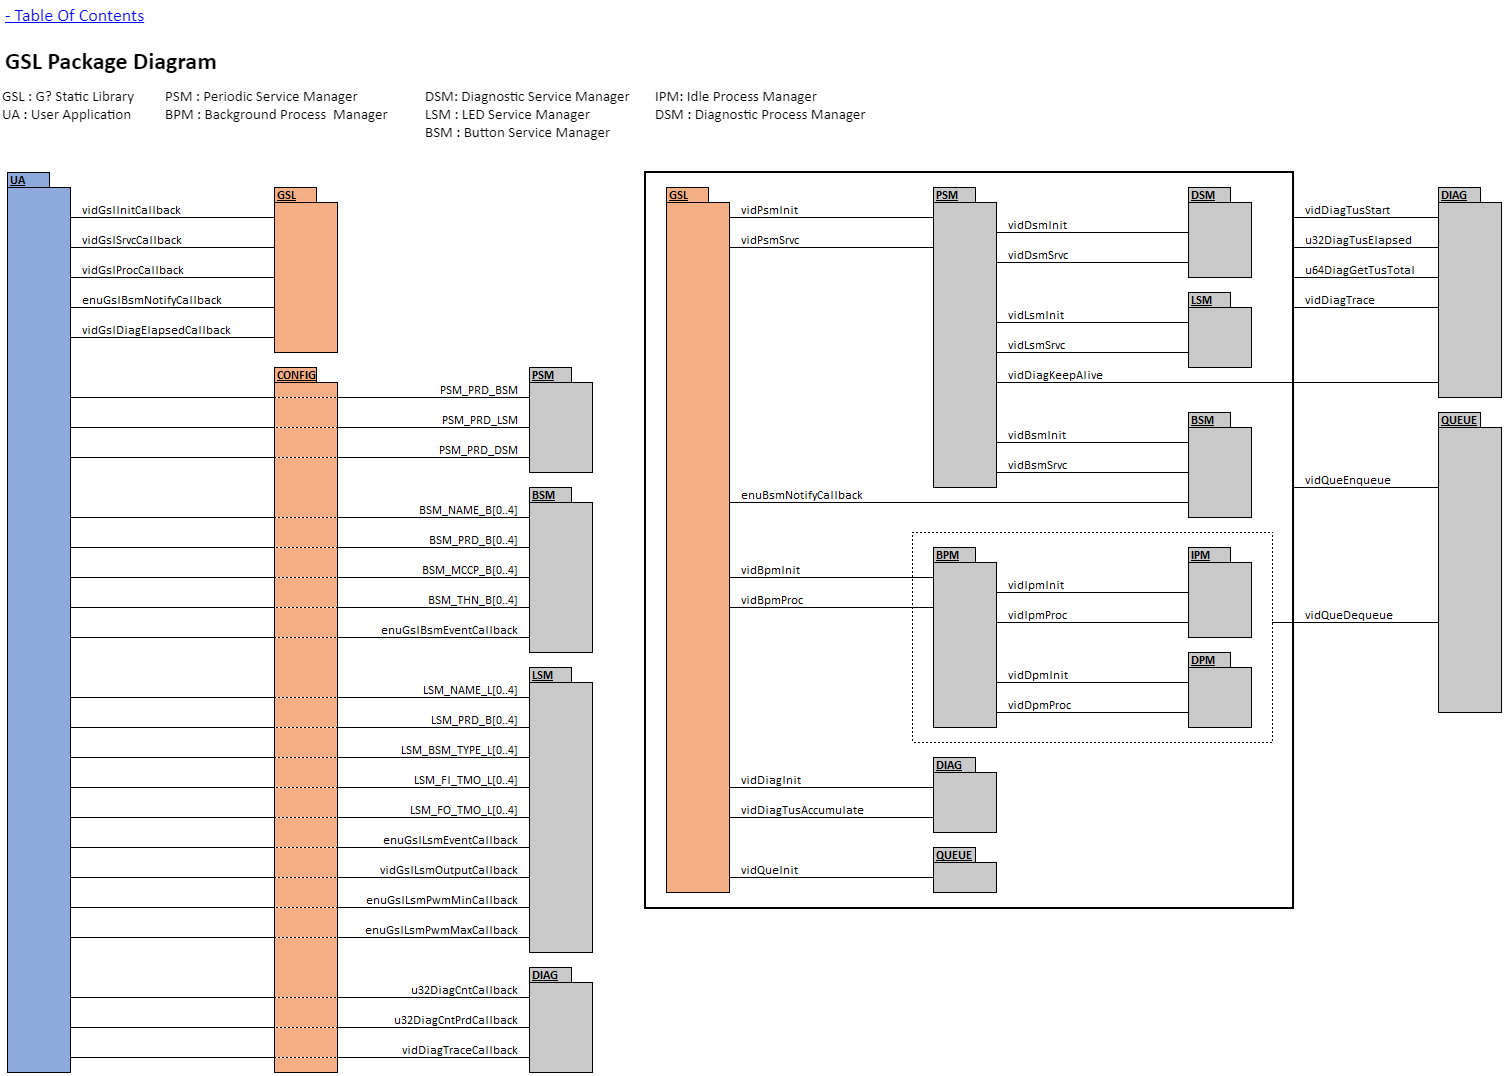 - Table Of Contents
GSL Package Diagram
GSL : G? Static Library
UA : User Application
PSM : Periodic Service Manager
BPM : Background Process  Manager
DSM: Diagnostic Service Manager
LSM : LED Service Manager
BSM : Button Service Manager
IPM: Idle Process Manager
DSM : Diagnostic Process Manager
UA
GSL
vidGslInitCallback
vidGslSrvcCallback
vidGslProcCallback
enuGslBsmNotifyCallback
vidGslDiagElapsedCallback
CONFIG
PSM
PSM_PRD_BSM
PSM_PRD_LSM
PSM_PRD_DSM
BSM
BSM_NAME_B[0..4]
BSM_PRD_B[0..4]
BSM_MCCP_B[0..4]
BSM_THN_B[0..4]
enuGslBsmEventCallback
LSM
LSM_NAME_L[0..4]
LSM_PRD_B[0..4]
LSM_BSM_TYPE_L[0..4]
LSM_FI_TMO_L[0..4]
LSM_FO_TMO_L[0..4]
enuGslLsmEventCallback
vidGslLsmOutputCallback
enuGslLsmPwmMinCallback
enuGslLsmPwmMaxCallback
DIAG
u32DiagCntCallback
u32DiagCntPrdCallback
vidDiagTraceCallback
GSL
vidPsmInit
vidPsmSrvc
PSM
vidDsmInit
vidDsmSrvc
DSM
vidLsmInit
vidLsmSrvc
LSM
vidDiagKeepAlive
vidBsmInit
vidBsmSrvc
BSM
enuBsmNotifyCallback
vidBpmInit
vidBpmProc
BPM
vidIpmInit
vidIpmProc
IPM
vidDpmInit
vidDpmProc
DPM
vidDiagInit
vidDiagTusAccumulate
DIAG
vidQueInit
QUEUE
vidDiagTusStart
u32DiagTusElapsed
u64DiagGetTusTotal
vidDiagTrace
DIAG
vidQueEnqueue
vidQueDequeue
QUEUE